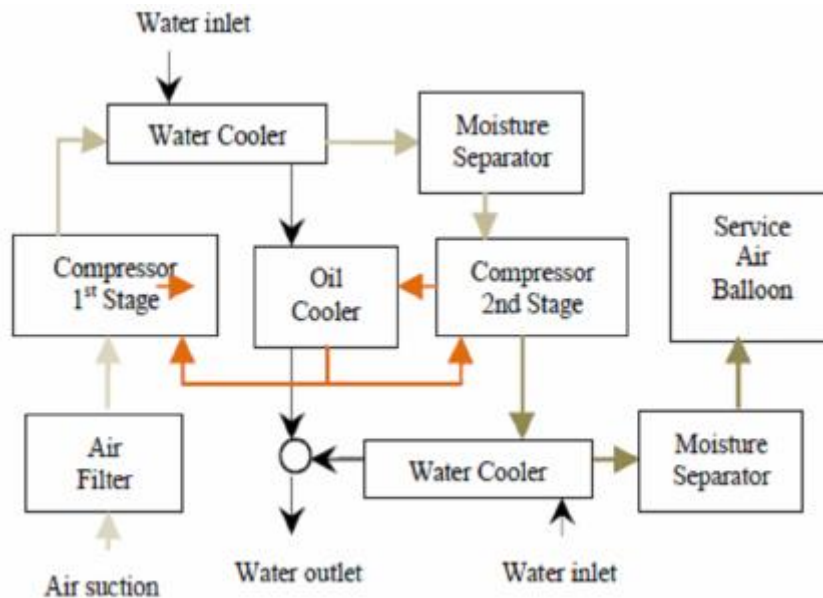 Water inlet
Water Cooler
Moisture
Separator
Compressor
1st Stage
Oil
Cooler
Compressor
2nd Stage
Service
Air
Balloon
Air
Filter
Water Cooler
Moisture
Separator
Air suction
Water outlet
Water inlet